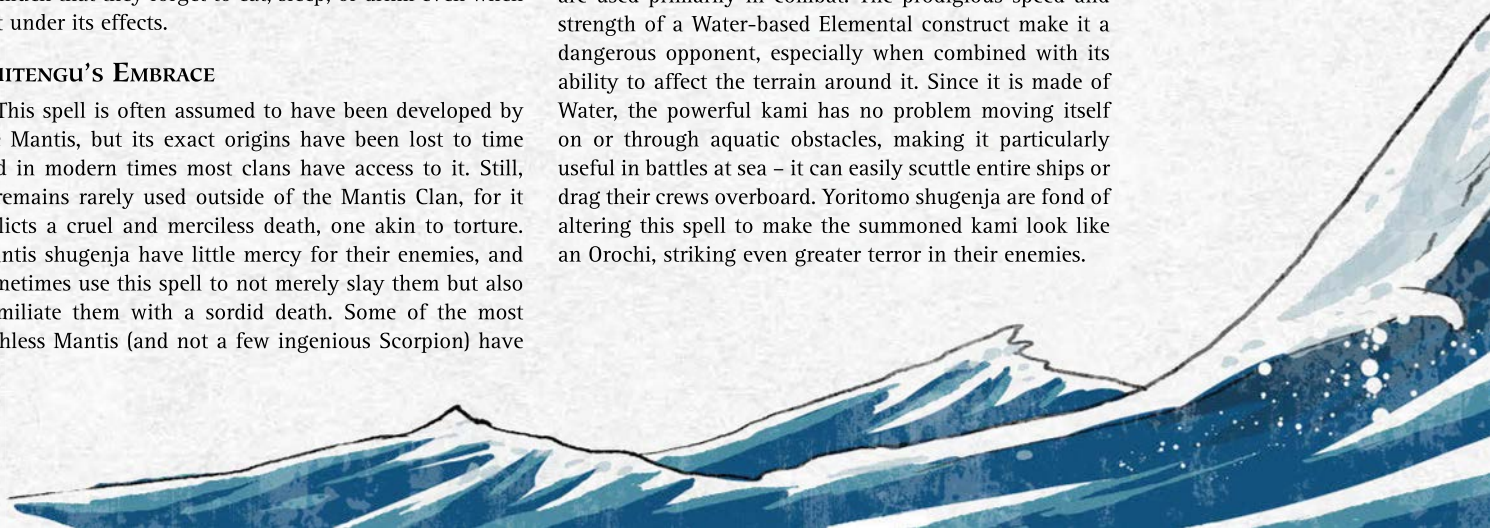 under its effects.
Embrace
This spell is often assumed to have been developed by
Mantis, but its exact origins have been lost to time
in modern times most clans have access to it. Still,
remains rarely used outside of the Mantis Clan, for it
a cruel and merciless death, one akin to torture.
shugenja have little mercy for their enemies, and
use this spell to not merely slay them but also
them with a sordid death. Some of the most
Mantis (and not a few ingenious Scorpion) have
strength of a Water-based Elemental construct make it a
dangerous opponent, especially when combined with its
ability to affect the terrain around it. Since it is made of
Water, the powerful kami has no problem moving itself
on or through aquatic obstacles, making it particularly
useful in battles at sea – it can easily scuttle entire ships or
drag their crews overboard. Yoritomo shugenja are fond of
altering this spell to make the summoned kami look like
an Orochi, striking even greater terror in their enemies.